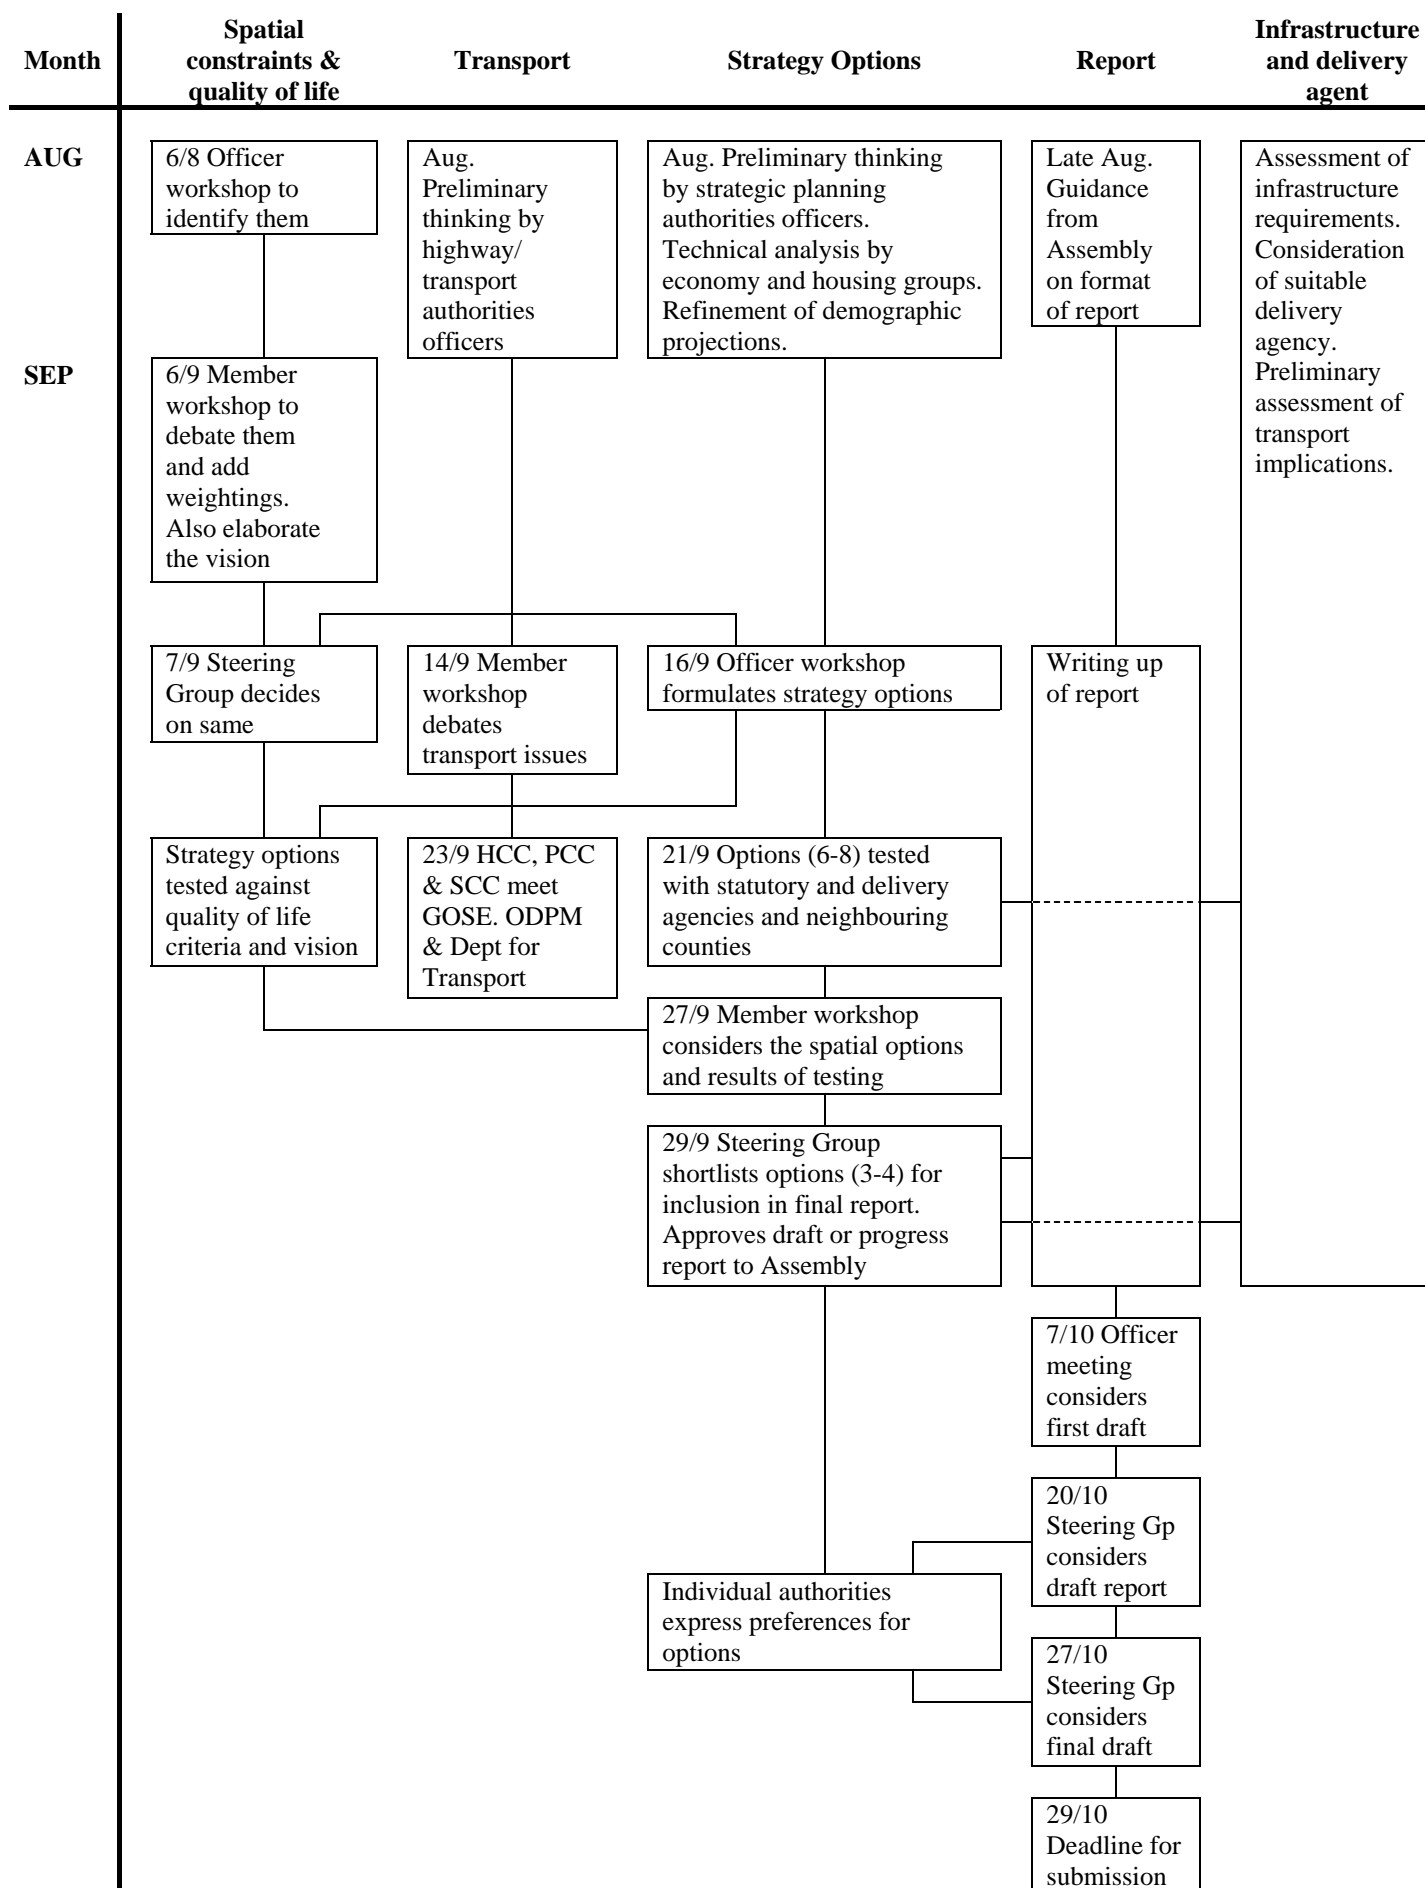 Month
Spatial
constraints &
quality of life
Transport
Strategy Options
Report
Infrastructure
and delivery
agent
AUG
6/8 Officer
workshop to
identify them
Aug.
Preliminary
thinking by
highway/
transport
authorities
officers
Aug. Preliminary thinking
by strategic planning
authorities officers.
Technical analysis by
economy and housing groups.
Refinement of demographic
projections.
Late Aug.
Guidance
from
Assembly
on format
of report
Assessment of
infrastructure
requirements.
Consideration
of suitable
delivery
agency.
Preliminary
assessment of
transport
implications.
SEP
6/9 Member
workshop to
debate them
and add
weightings.
Also elaborate
the vision
7/9 Steering
Group decides
on same
14/9 Member
workshop
debates
transport issues
16/9 Officer workshop
formulates strategy options
Writing up
of report
Strategy options
tested against
quality of life
criteria and vision
23/9 HCC, PCC
& SCC meet
GOSE. ODPM
& Dept for
Transport
21/9 Options (6-8) tested
with statutory and delivery
agencies and neighbouring
counties
27/9 Member workshop
considers the spatial options
and results of testing
29/9 Steering Group
shortlists options (3-4) for
inclusion in final report.
Approves draft or progress
report to Assembly
7/10 Officer
meeting
considers
first draft
20/10
Steering Gp
considers
draft report
Individual authorities
express preferences for
options
27/10
Steering Gp
considers
final draft
29/10
Deadline for
submission